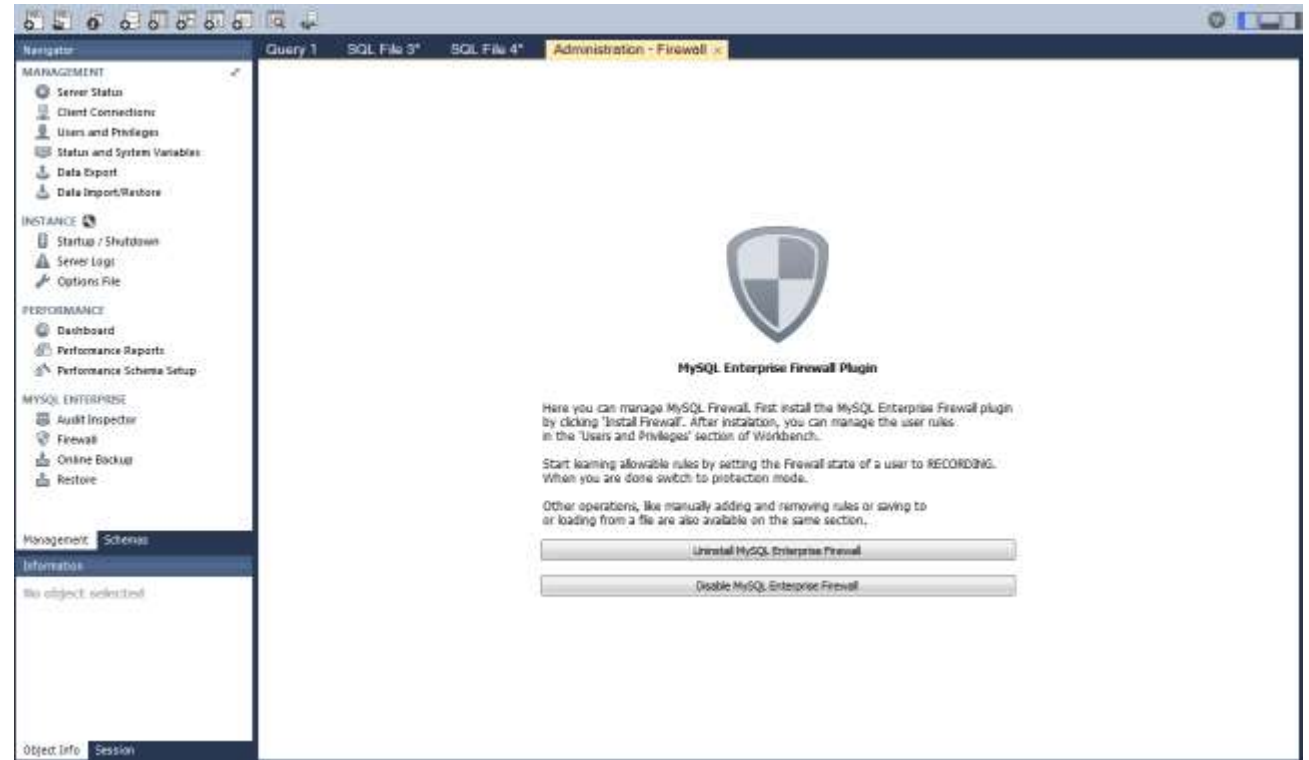 Navigator
Query 1
SQL File 3*
SQL File 4*
Administration - Firewall ×
MANAGEMENT
Server Status
Client Connections
Users and Privileges
Status and System Variables
Data Export
Data Import/Restore
INSTANCE
Startup / Shutdown
Server Logs
Options File
PERFORMANCE
Dashboard
Performance Reports
Performance Schema Setup
MYSQL ENTERPRISE
Audit Inspector
Firewall
Online Backup
Restore
Management Schemas
Information
No object selected
Object Info Session
MySQL Enterprise Firewall Plugin
Here you can manage MySQL Firewall. First install the MySQL Enterprise Firewall plugin
by clicking 'Install Firewall'. After instalation, you can manage the user rules
in the 'Users and Privileges' section of Workbench.
Start learning allowable rules by setting the Firewall state of a user to RECORDING.
When you are done switch to protection mode.
Other operations, like manually adding and removing rules or saving to
or loading from a file are also available on the same section.
Uninstall MySQL Enterprise Firewall
Disable MySQL Enterprise Firewall